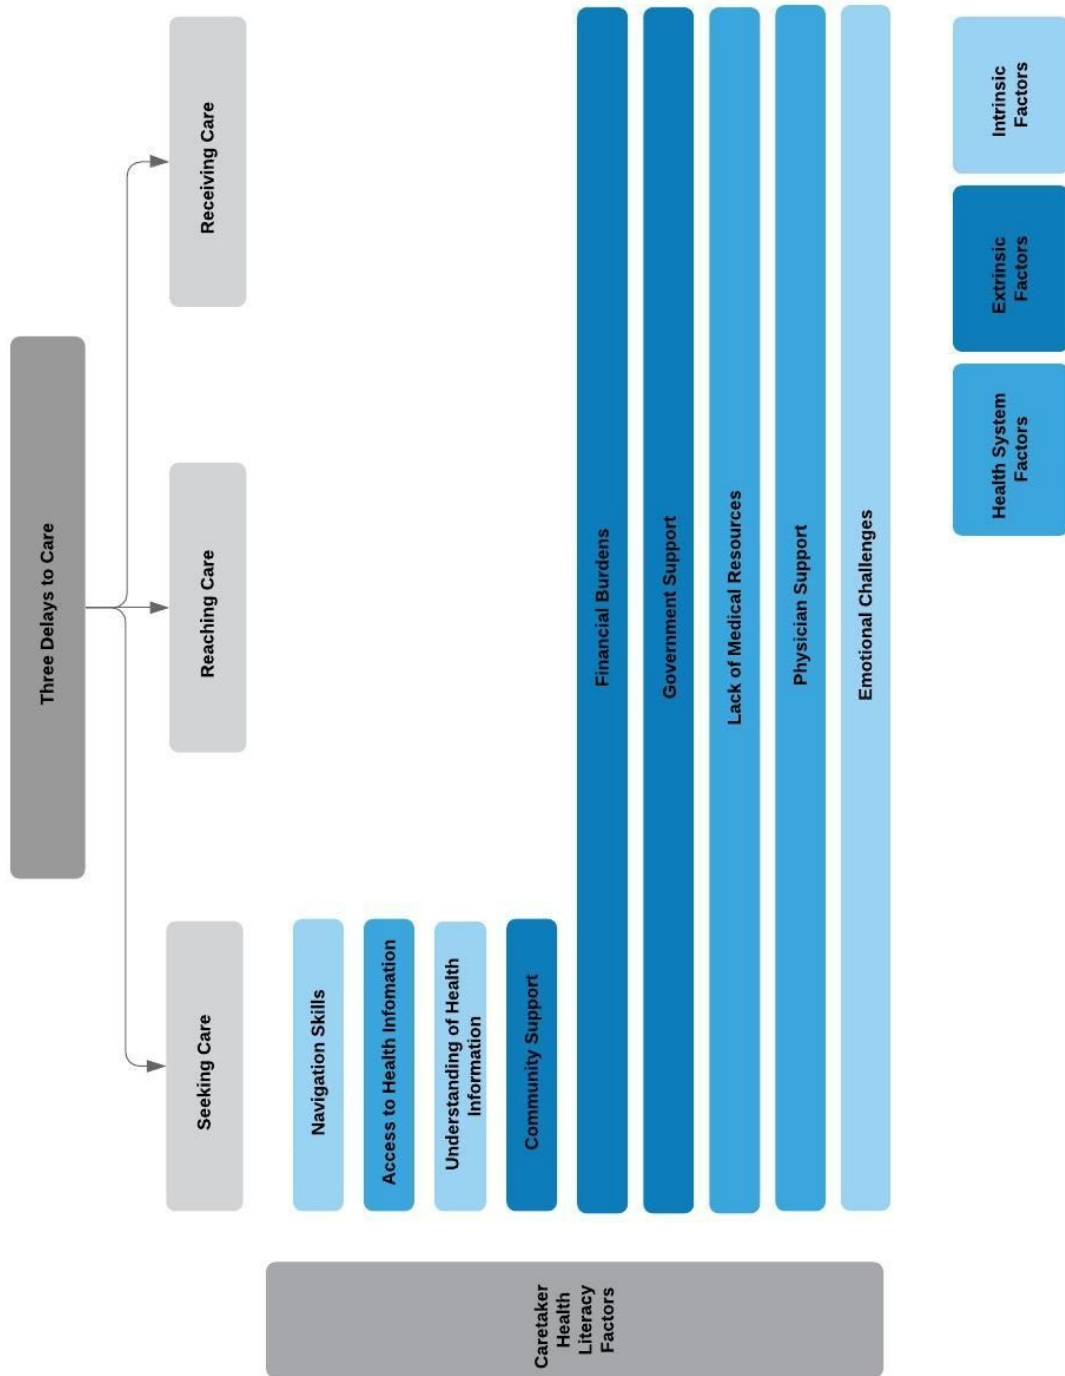 Three Delays to Care
Seeking Care
Reaching Care
Receiving Care
Caretaker
Health
Literacy
Factors
Navigation Skills
Access to Health Infomation
Understanding of Health
Information
Community Support
Financial Burdens
Government Support
Lack of Medical Resources
Physician Support
Emotional Challenges
Health System
Factors
Extrinsic
Factors
Intrinsic
Factors